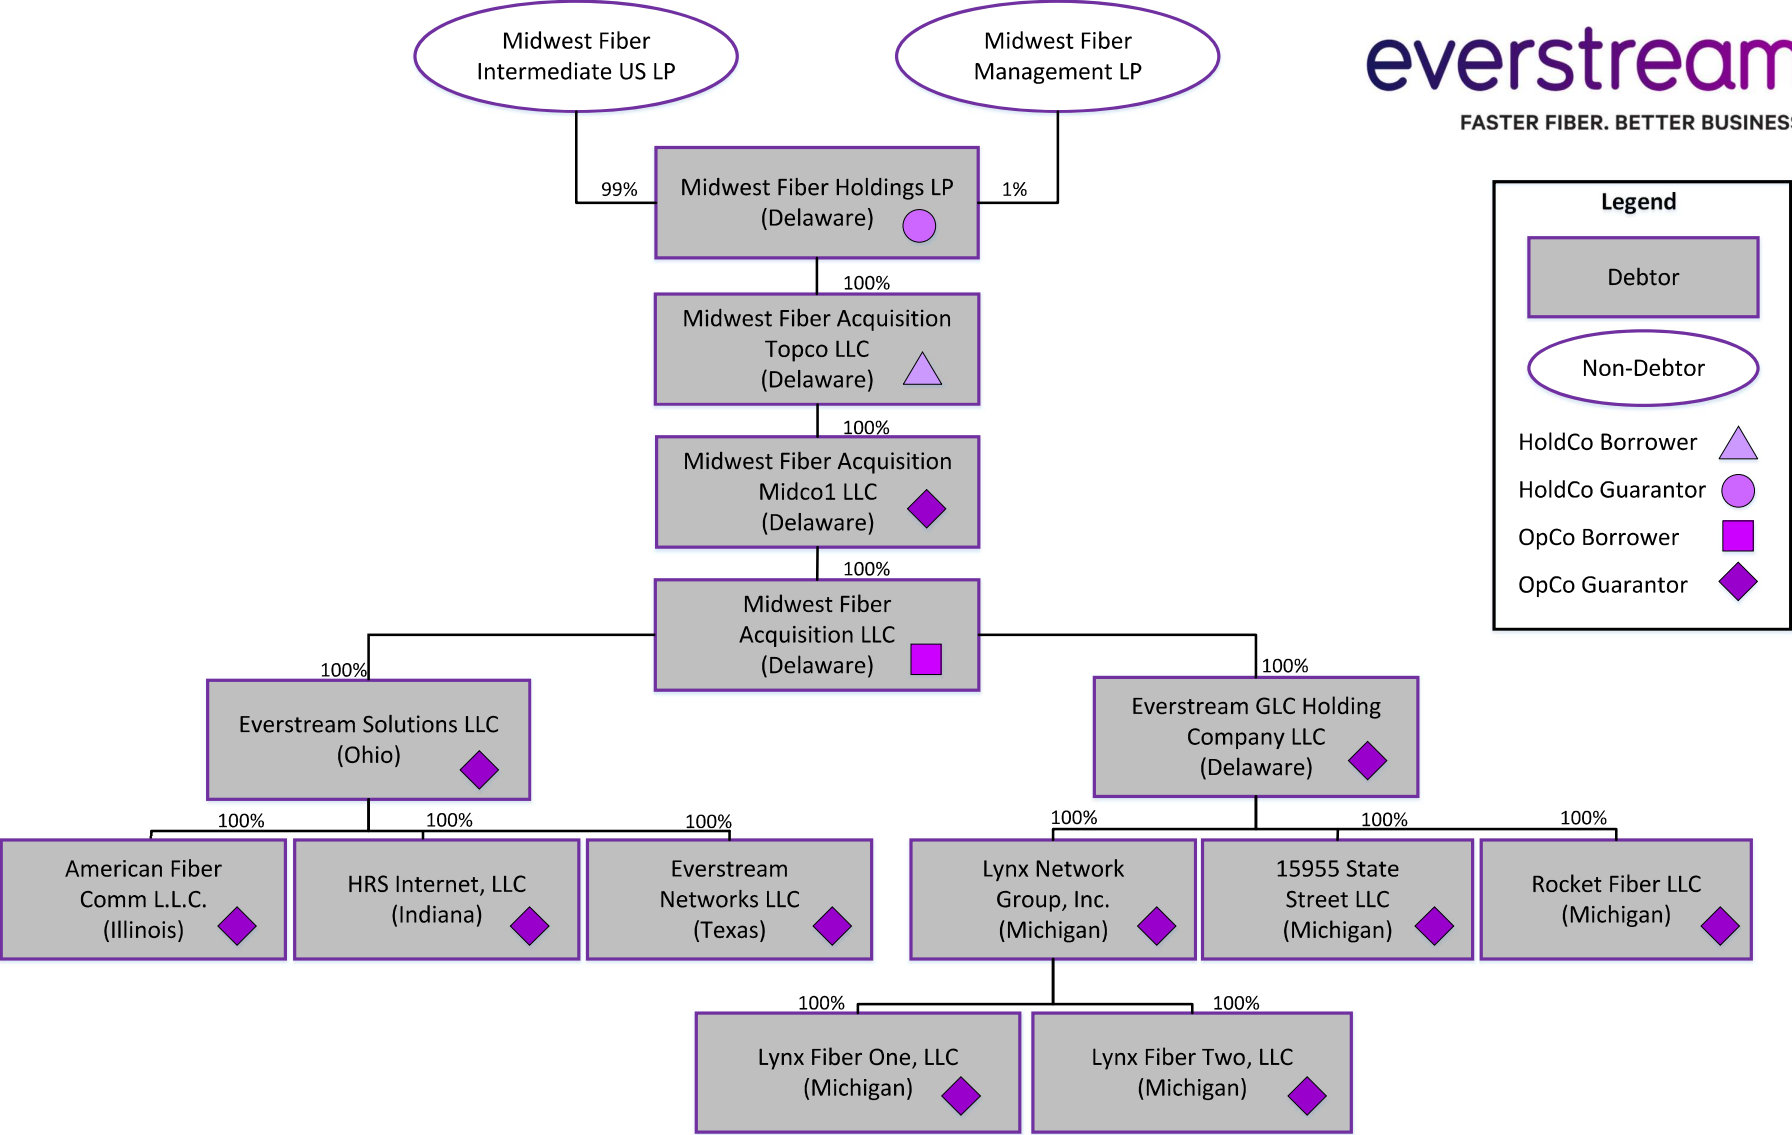 Midwest Fiber
Intermediate US LP
Midwest Fiber
Management LP
everstream
FASTER FIBER. BETTER BUSINESS
99%
Midwest Fiber Holdings LP
(Delaware)
1%
Legend
Debtor
Non-Debtor
HoldCo Borrower
HoldCo Guarantor
OpCo Borrower
OpCo Guarantor
100%
Midwest Fiber Acquisition
Topco LLC
(Delaware)
100%
Midwest Fiber Acquisition
Midco1 LLC
(Delaware)
100%
Midwest Fiber
Acquisition LLC
(Delaware)
100%
100%
Everstream Solutions LLC
(Ohio)
Everstream GLC Holding
Company LLC
(Delaware)
100%
100%
100%
100%
100%
100%
American Fiber
Comm L.L.C.
(Illinois)
HRS Internet, LLC
(Indiana)
Everstream
Networks LLC
(Texas)
Lynx Network
Group, Inc.
(Michigan)
15955 State
Street LLC
(Michigan)
Rocket Fiber LLC
(Michigan)
100%
100%
Lynx Fiber One, LLC
(Michigan)
Lynx Fiber Two, LLC
(Michigan)